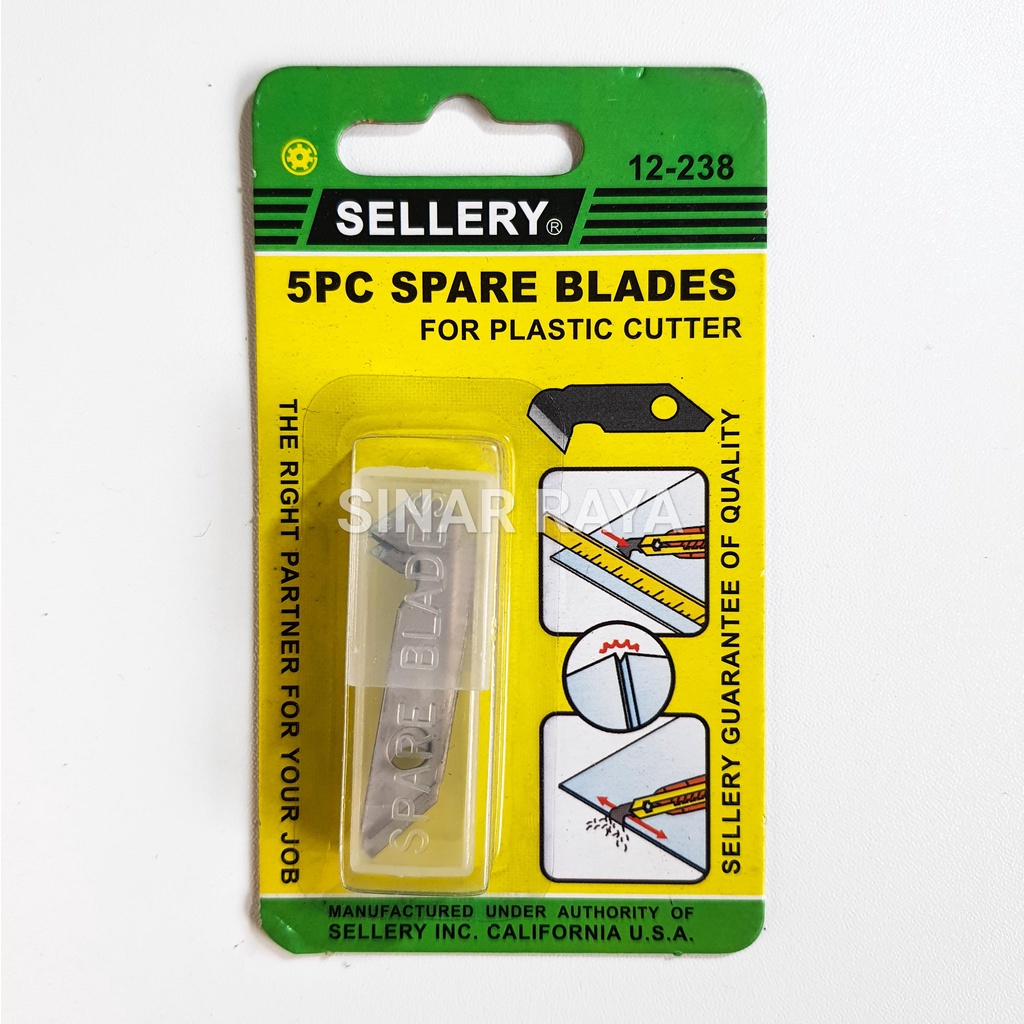 12-238
SELLERY®
5PC SPARE BLADES
FOR PLASTIC CUTTER
THE RIGHT PARTNER FOR YOUR JOB
SPARE BLADES
SINAR RAYA
SELLERY GUARANTEE OF QUALITY
MANUFACTURED UNDER AUTHORITY OF
SELLERY INC. CALIFORNIA U.S.A.